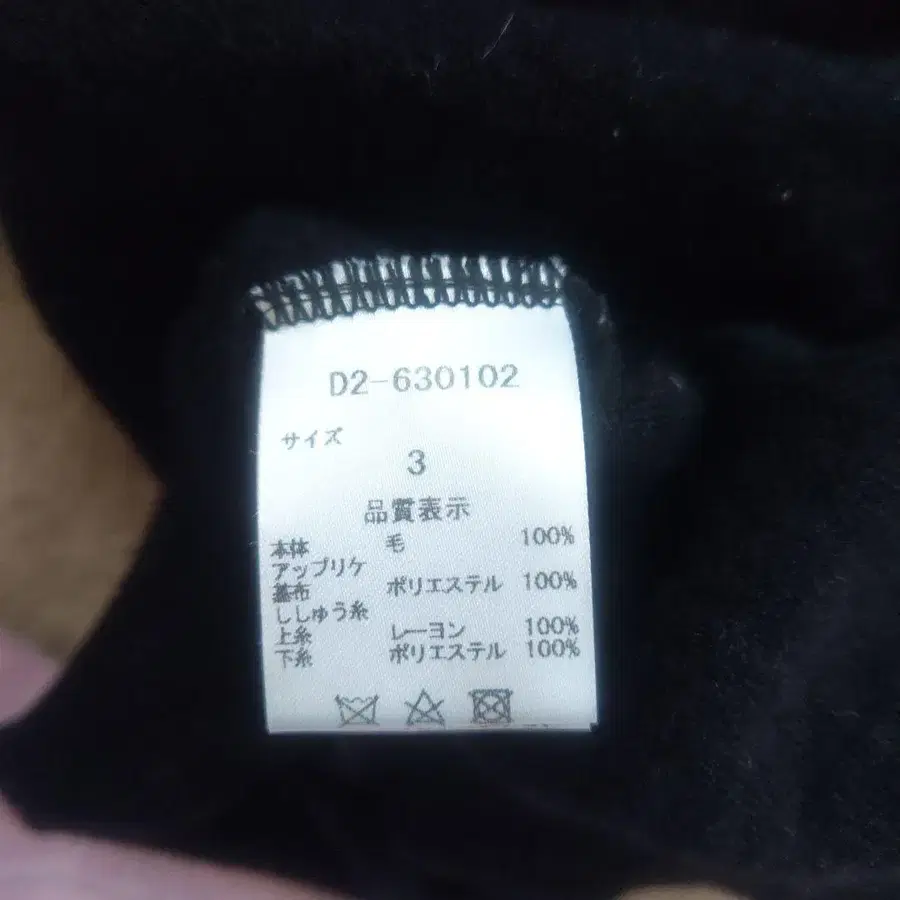 D2-630102
サイズ
3
品質表示
本体 毛 100%
アップリケ
基布 ポリエステル 100%
ししゅう糸
上糸 レーヨン 100%
下糸 ポリエステル 100%